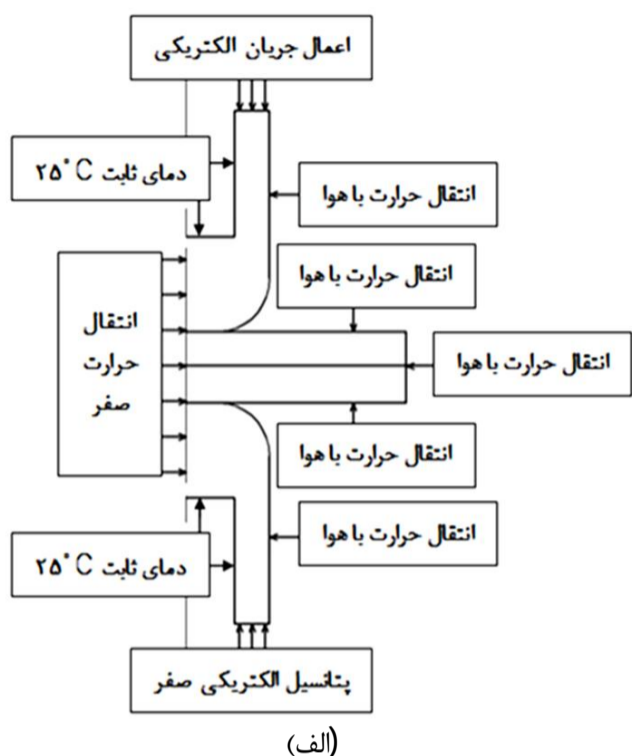 اعمال جریان الکتریکی
دمای ثابت ۲۵°C
انتقال حرارت با هوا
انتقال حرارت با هوا
انتقال
حرارت
صفر
انتقال حرارت با هوا
انتقال حرارت با هوا
انتقال حرارت با هوا
دمای ثابت ۲۵°C
پتانسیل الکتریکی صفر
(الف)